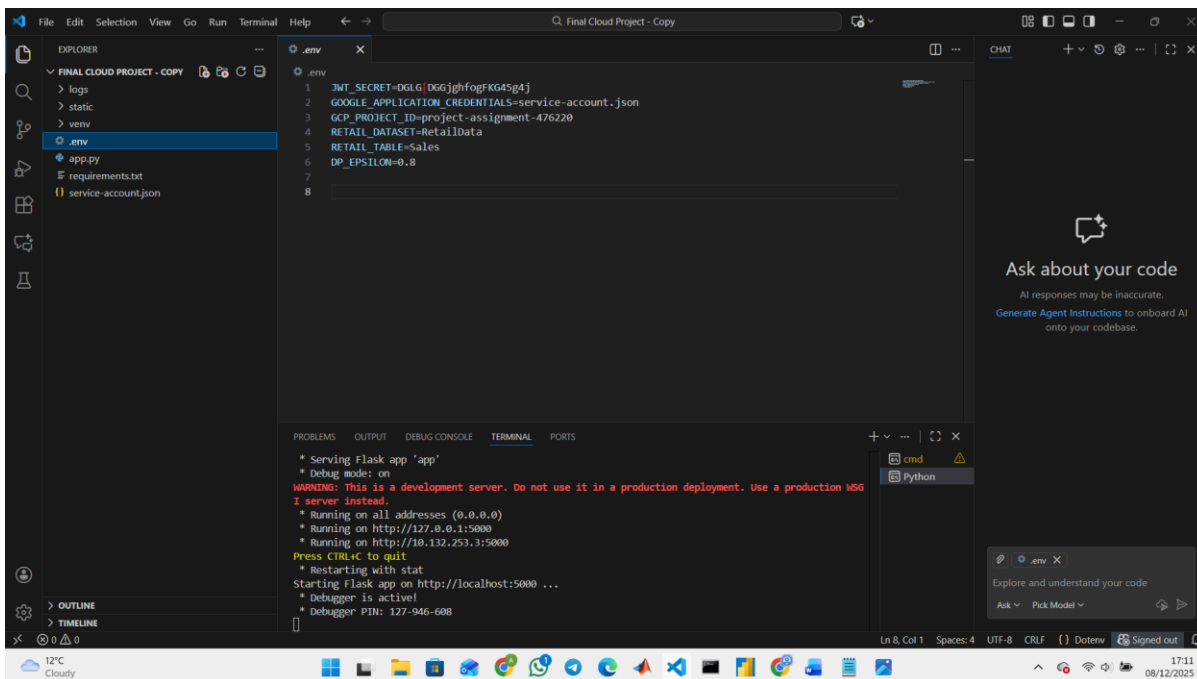 File Edit Selection View Go Run Terminal Help
Final Cloud Project - Copy
EXPLORER
FINAL CLOUD PROJECT - COPY
logs
static
venv
.env
app.py
requirements.txt
service-account.json
OUTLINE
TIMELINE
.env
.env
1 JWT_SECRET=DGLG|DGGjghfogFKG45g4j
2 GOOGLE_APPLICATION_CREDENTIALS=service-account.json
3 GCP_PROJECT_ID=project-assignment-476220
4 RETAIL_DATASET=RetailData
5 RETAIL_TABLE=Sales
6 DP_EPSILON=0.8
7
8
PROBLEMS OUTPUT DEBUG CONSOLE TERMINAL PORTS
* Serving Flask app 'app'
* Debug mode: on
WARNING: This is a development server. Do not use it in a production deployment. Use a production WSG
I server instead.
* Running on all addresses (0.0.0.0)
* Running on http://127.0.0.1:5000
* Running on http://10.132.253.3:5000
Press CTRL+C to quit
* Restarting with stat
Starting Flask app on http://localhost:5000 ...
* Debugger is active!
* Debugger PIN: 127-946-608
cmd
Python
CHAT
Ask about your code
AI responses may be inaccurate.
Generate Agent Instructions to onboard AI
onto your codebase.
.env
Explore and understand your code
Ask Pick Model
0 0 Ln 8, Col 1 Spaces: 4 UTF-8 CRLF {} Dotenv Signed out
12°C
Cloudy
17:11
08/12/2025